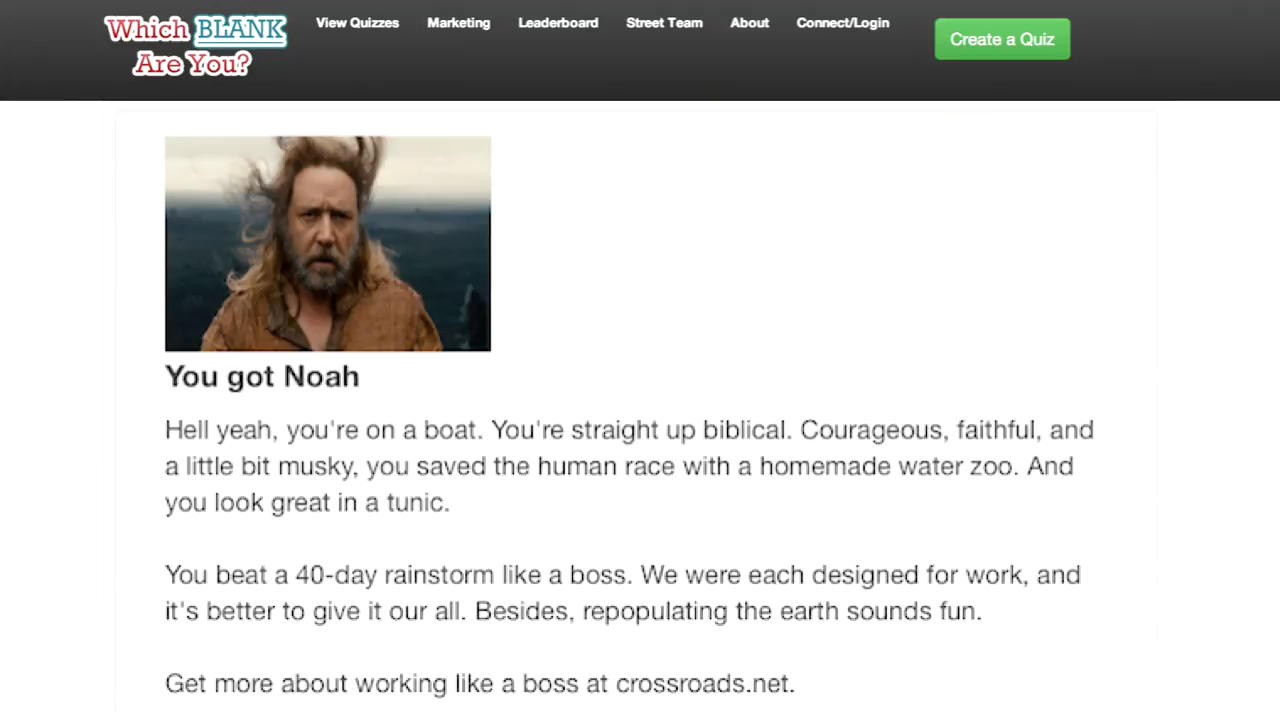 Which BLANK
Are You?
View Quizzes
Marketing
Leaderboard
Street Team
About
Connect/Login
Create a Quiz
You got Noah
Hell yeah, you're on a boat. You're straight up biblical. Courageous, faithful, and
a little bit musky, you saved the human race with a homemade water zoo. And
you look great in a tunic.
You beat a 40-day rainstorm like a boss. We were each designed for work, and
it's better to give it our all. Besides, repopulating the earth sounds fun.
Get more about working like a boss at crossroads.net.